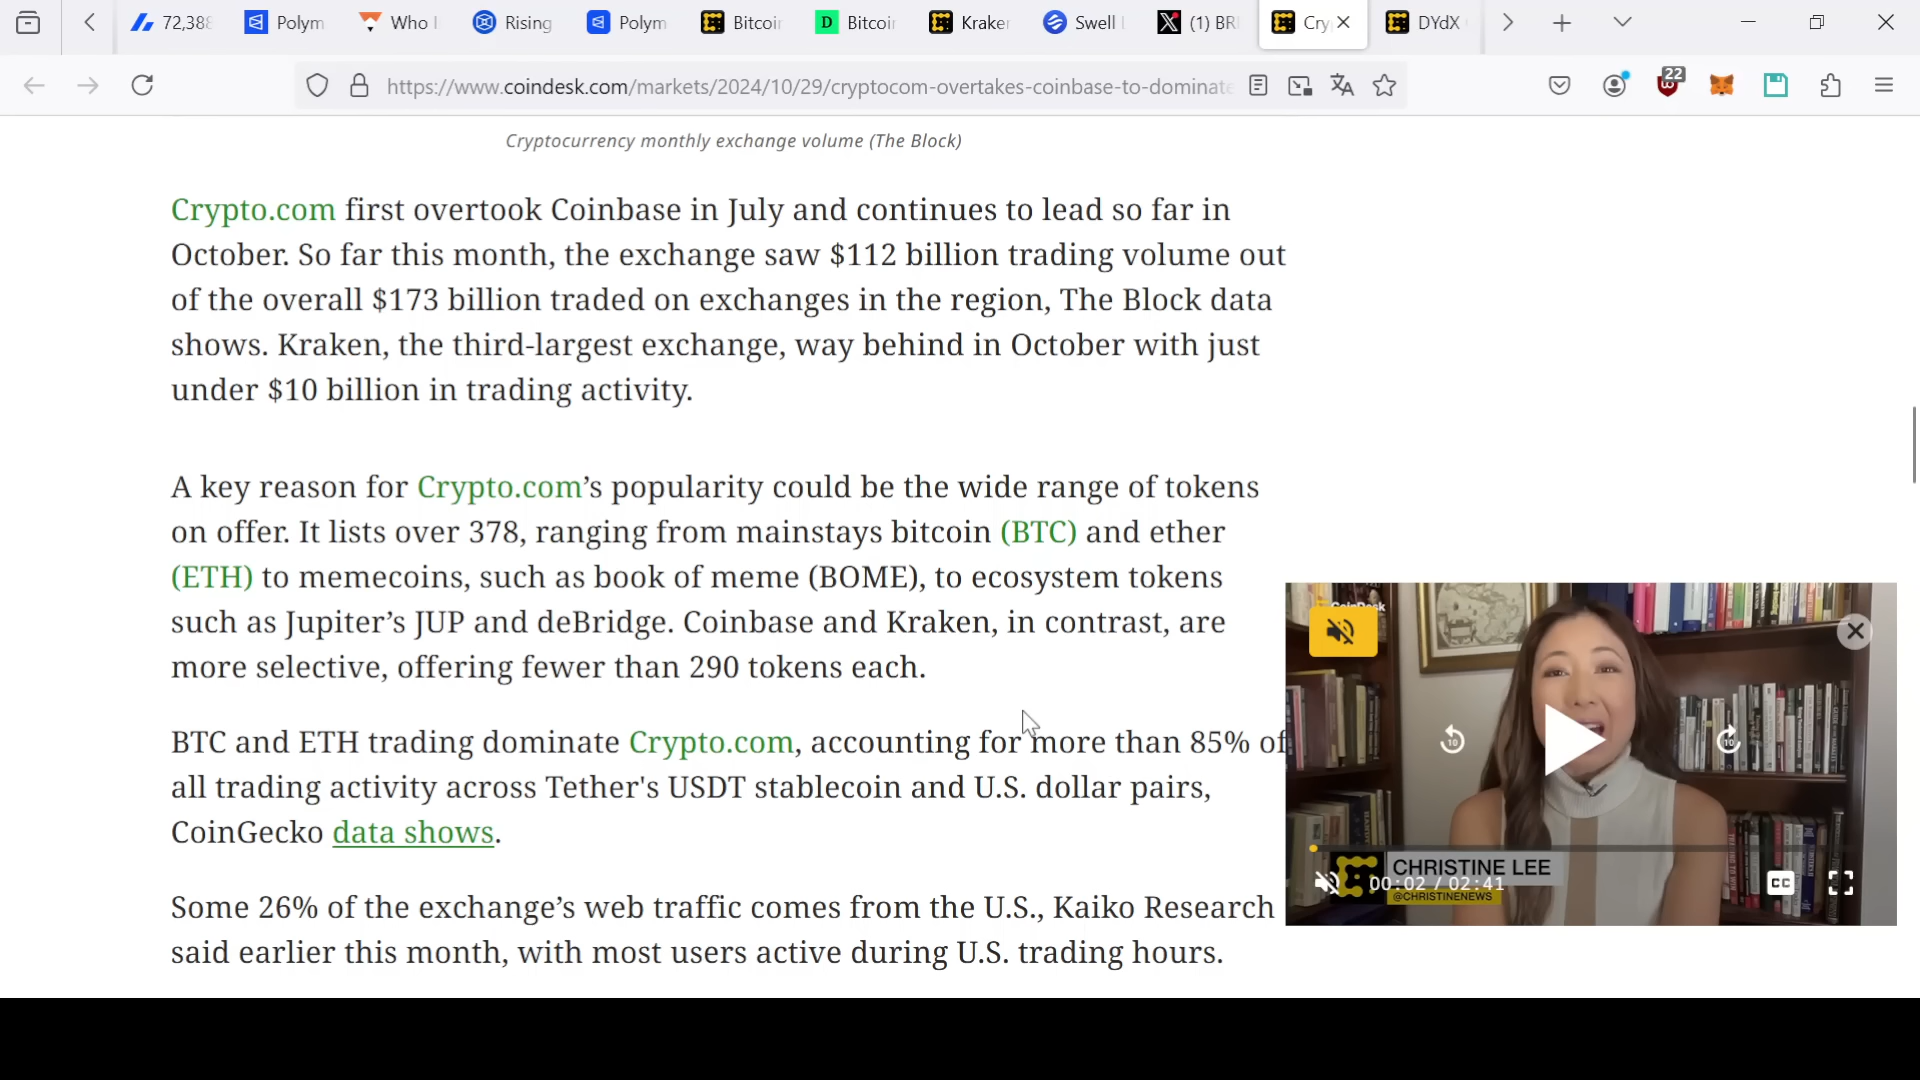 72,388
Polym
Who I
Rising
Polym
Bitcoin
D
Bitcoin
Kraken
Swell
(1) BR
Cry
DYdX
https://www.coindesk.com/markets/2024/10/29/cryptocom-overtakes-coinbase-to-dominate
22
Cryptocurrency monthly exchange volume (The Block)
Crypto.com first overtook Coinbase in July and continues to lead so far in
October. So far this month, the exchange saw $112 billion trading volume out
of the overall $173 billion traded on exchanges in the region, The Block data
shows. Kraken, the third-largest exchange, way behind in October with just
under $10 billion in trading activity.
A key reason for Crypto.com’s popularity could be the wide range of tokens
on offer. It lists over 378, ranging from mainstays bitcoin (BTC) and ether
(ETH) to memecoins, such as book of meme (BOME), to ecosystem tokens
such as Jupiter’s JUP and deBridge. Coinbase and Kraken, in contrast, are
more selective, offering fewer than 290 tokens each.
BTC and ETH trading dominate Crypto.com, accounting for more than 85% of
all trading activity across Tether's USDT stablecoin and U.S. dollar pairs,
CoinGecko data shows.
Some 26% of the exchange’s web traffic comes from the U.S., Kaiko Research
said earlier this month, with most users active during U.S. trading hours.
CoinDesk
10
10
CHRISTINE LEE
00:02 / 02:41
@CHRISTINENEWS
CC